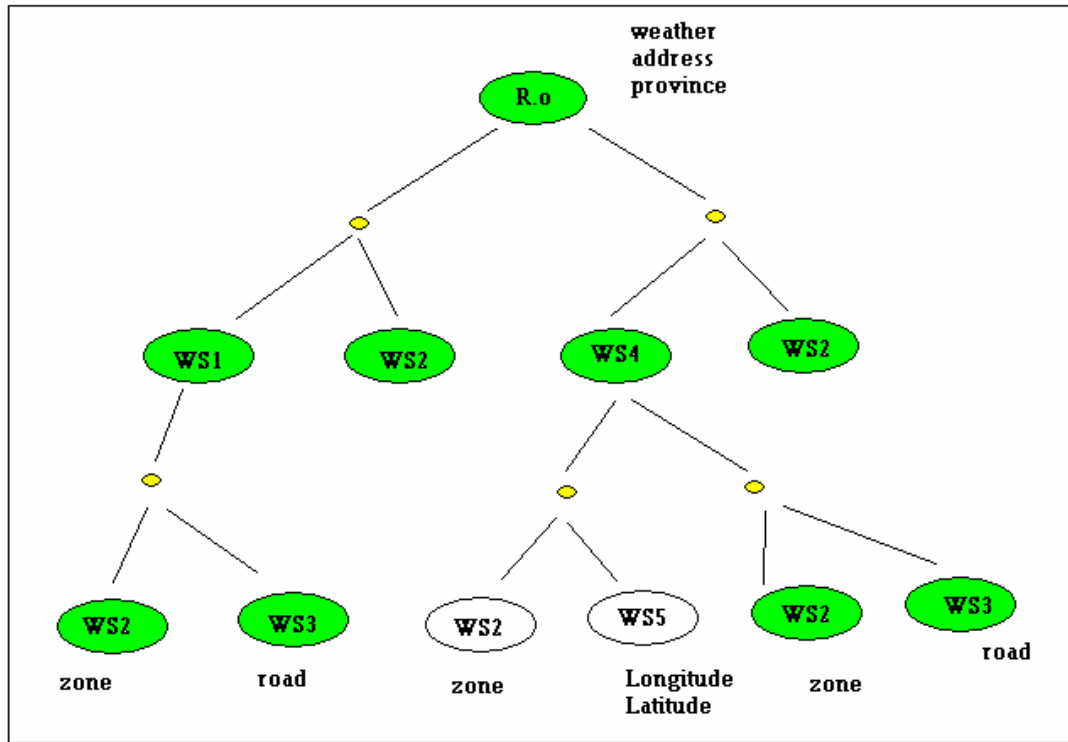 weather
address
province
R.o
WS1
WS2
WS4
WS2
WS2
WS3
WS2
WS5
WS2
WS3
zone
road
zone
Longitude
Latitude
zone
road